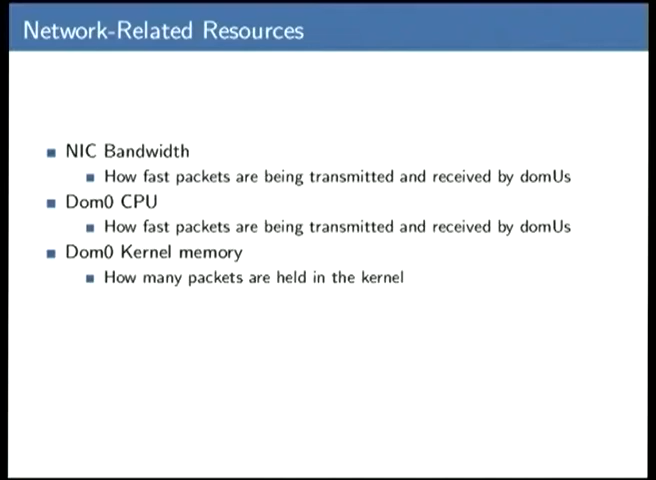 Network-Related Resources
NIC Bandwidth
How fast packets are being transmitted and received by domUs
Dom0 CPU
How fast packets are being transmitted and received by domUs
Dom0 Kernel memory
How many packets are held in the kernel